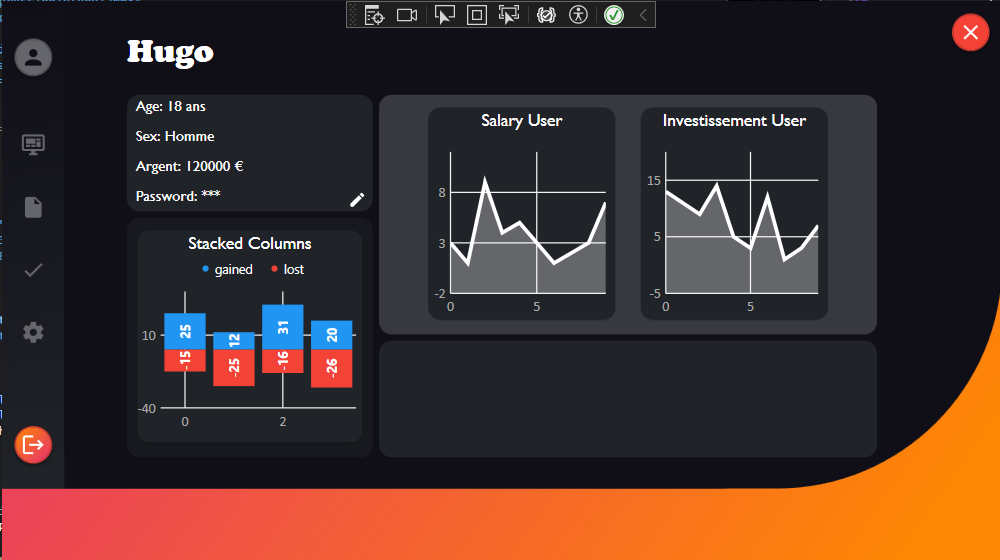 Hugo
Age: 18 ans
Sex: Homme
Argent: 120000 €
Password: ***
Stacked Columns
gained lost
10
-40
25 12 31 20
-15 -25 -16 -26
0 2
Salary User
8
3
-2
0 5
Investissement User
15
5
-5
0 5